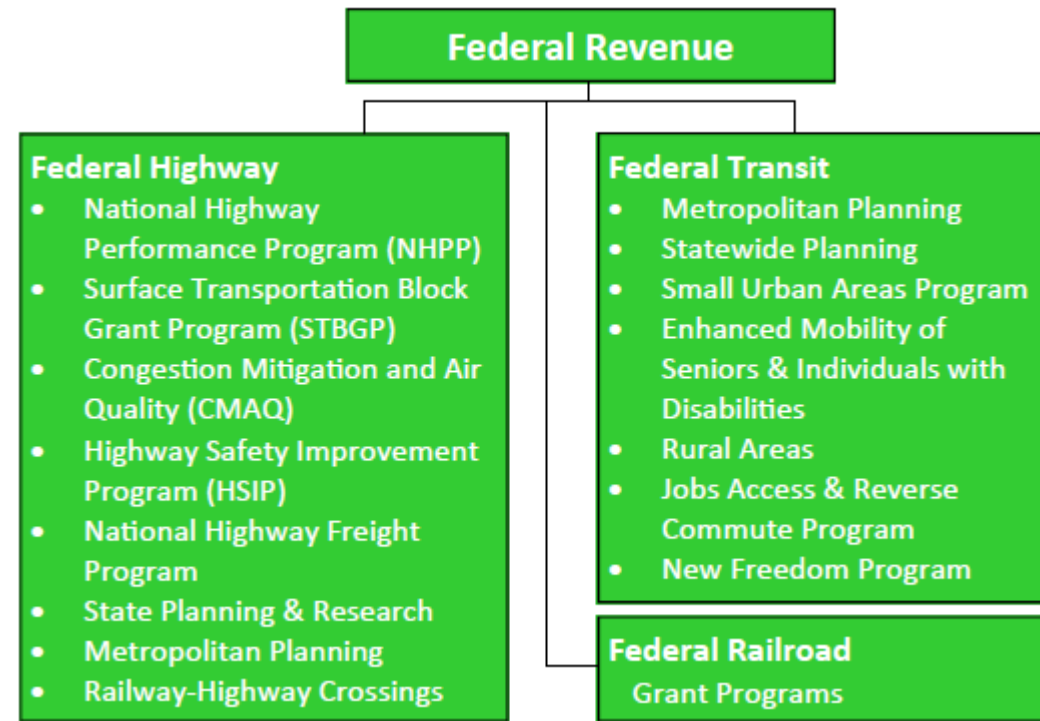 Federal Revenue
Federal Highway
• National Highway
Performance Program (NHPP)
• Surface Transportation Block
Grant Program (STBGP)
• Congestion Mitigation and Air
Quality (CMAQ)
• Highway Safety Improvement
Program (HSIP)
• National Highway Freight
Program
• State Planning & Research
• Metropolitan Planning
• Railway-Highway Crossings
Federal Transit
• Metropolitan Planning
• Statewide Planning
• Small Urban Areas Program
• Enhanced Mobility of
Seniors & Individuals with
Disabilities
• Rural Areas
• Jobs Access & Reverse
Commute Program
• New Freedom Program
Federal Railroad
Grant Programs